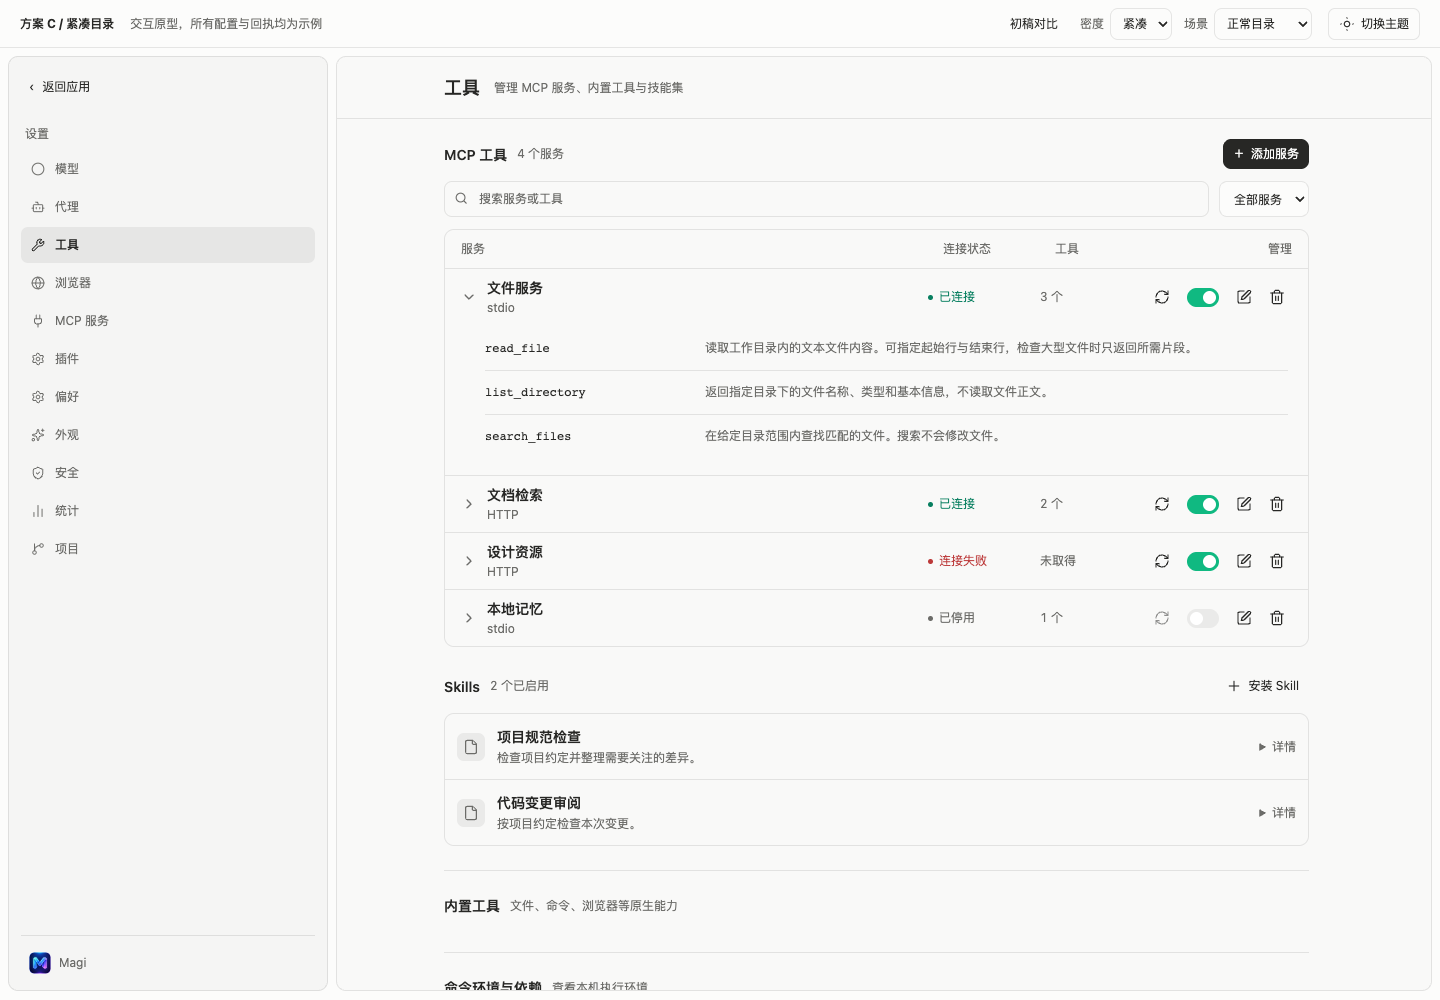 方案 C / 紧凑目录 交互原型，所有配置与回执均为示例 初稿对比 密度 紧凑 场景 正常目录 切换主题
‹ 返回应用
设置
模型
代理
工具
浏览器
MCP 服务
插件
偏好
外观
安全
统计
项目
Magi
工具 管理 MCP 服务、内置工具与技能集
MCP 工具 4 个服务 + 添加服务
搜索服务或工具 全部服务
服务 连接状态 工具 管理
文件服务
stdio
已连接 3 个
read_file 读取工作目录内的文本文件内容。可指定起始行与结束行，检查大型文件时只返回所需片段。
list_directory 返回指定目录下的文件名称、类型和基本信息，不读取文件正文。
search_files 在给定目录范围内查找匹配的文件。搜索不会修改文件。
文档检索
HTTP
已连接 2 个
设计资源
HTTP
连接失败 未取得
本地记忆
stdio
已停用 1 个
Skills 2 个已启用 + 安装 Skill
项目规范检查
检查项目约定并整理需要关注的差异。
详情
代码变更审阅
按项目约定检查本次变更。
详情
内置工具 文件、命令、浏览器等原生能力
命令环境与依赖 查看本机执行环境